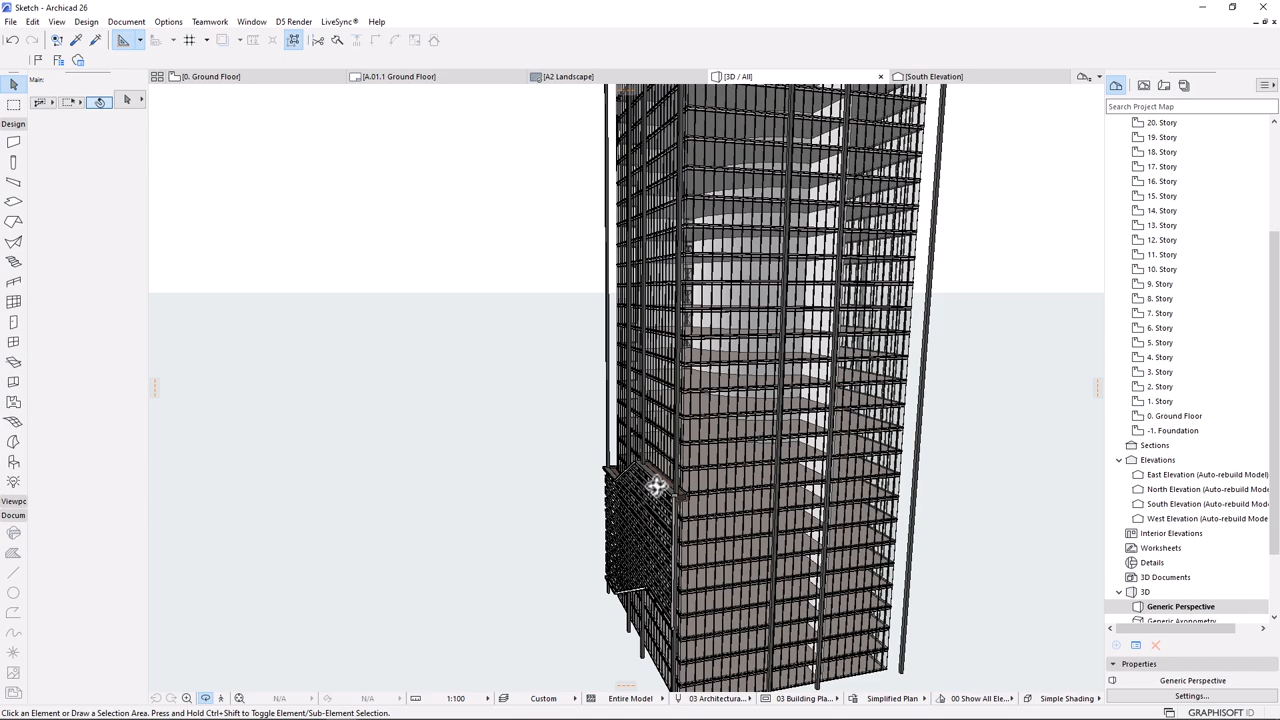 Sketch - Archicad 26
File Edit View Design Document Options Teamwork Window D5 Render LiveSync® Help
Main:
[0. Ground Floor] [A.01.1 Ground Floor] [A2 Landscape] [3D / All] [South Elevation]
Search Project Map
Design
20. Story
19. Story
18. Story
17. Story
16. Story
15. Story
14. Story
13. Story
12. Story
11. Story
10. Story
9. Story
8. Story
7. Story
6. Story
5. Story
4. Story
3. Story
2. Story
1. Story
0. Ground Floor
-1. Foundation
Sections
Elevations
East Elevation (Auto-rebuild Model)
North Elevation (Auto-rebuild Model)
South Elevation (Auto-rebuild Model)
West Elevation (Auto-rebuild Mode
Interior Elevations
Worksheets
Details
3D Documents
3D
Generic Perspective
Generic Axonometry
Viewpc
Docum
Properties
Generic Perspective
Settings...
N/A N/A 1:100 Custom Entire Model 03 Architectura... 03 Building Pla... Simplified Plan 00 Show All Ele... Simple Shading
Click an Element or Draw a Selection Area. Press and Hold Ctrl+Shift to Toggle Element/Sub-Element Selection.
GRAPHISOFT ID